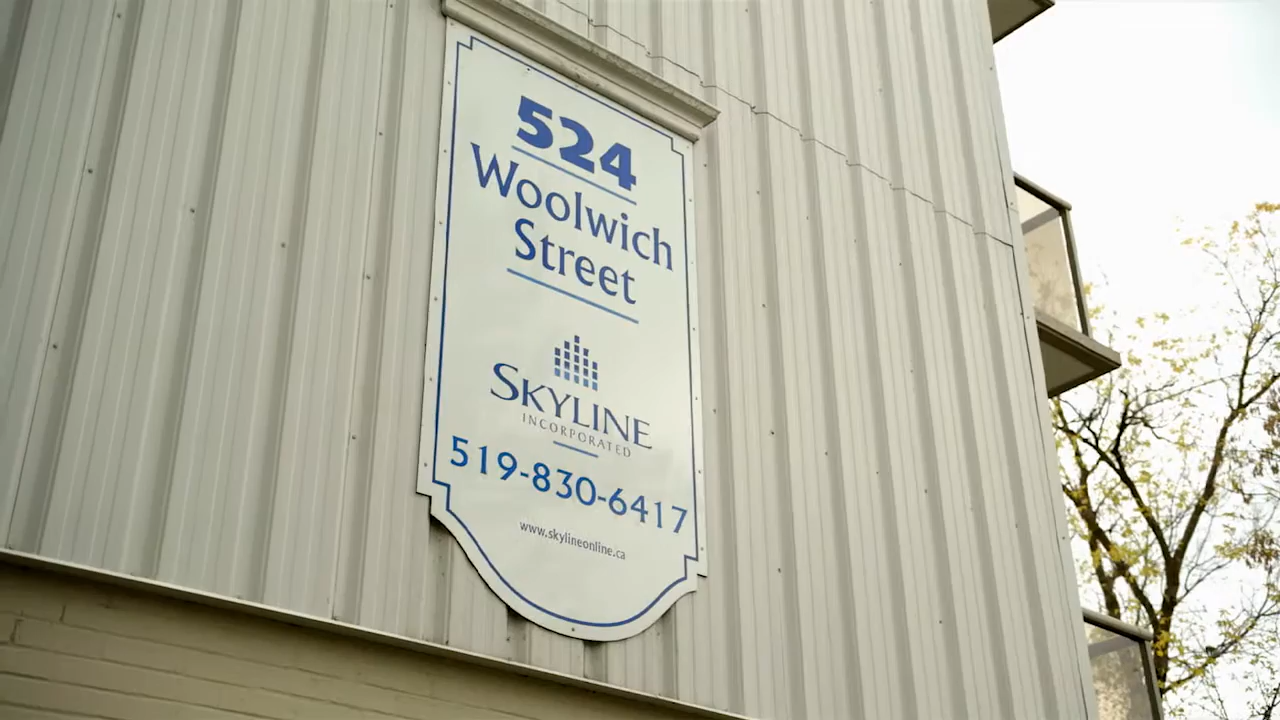 524
Woolwich
Street
SKYLINE
INCORPORATED
519-830-6417
www.skylineonline.ca